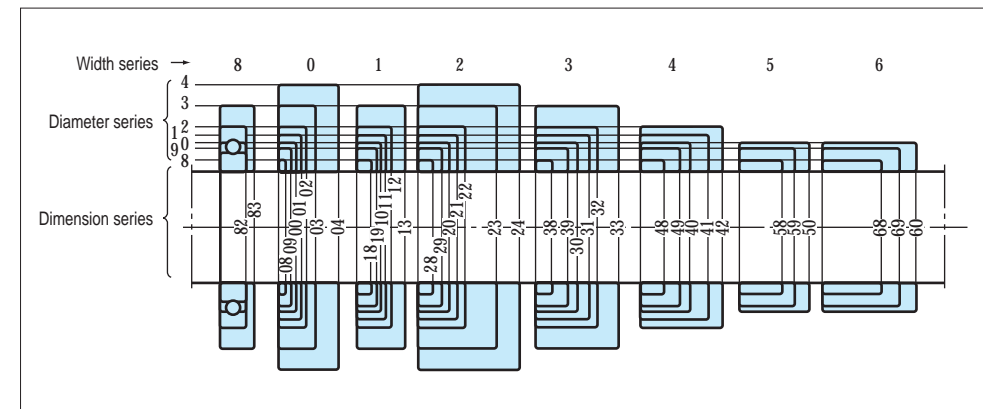 Width series → 8 0 1 2 3 4 5 6
Diameter series
4
3
2
1
0
9
8
Dimension series
82 83
08 09 00 01 02 03 04
18 19 10 11 12 13
28 29 20 21 22 23 24
38 39 30 31 32 33
48 49 40 41 42
58 59 50
68 69 60